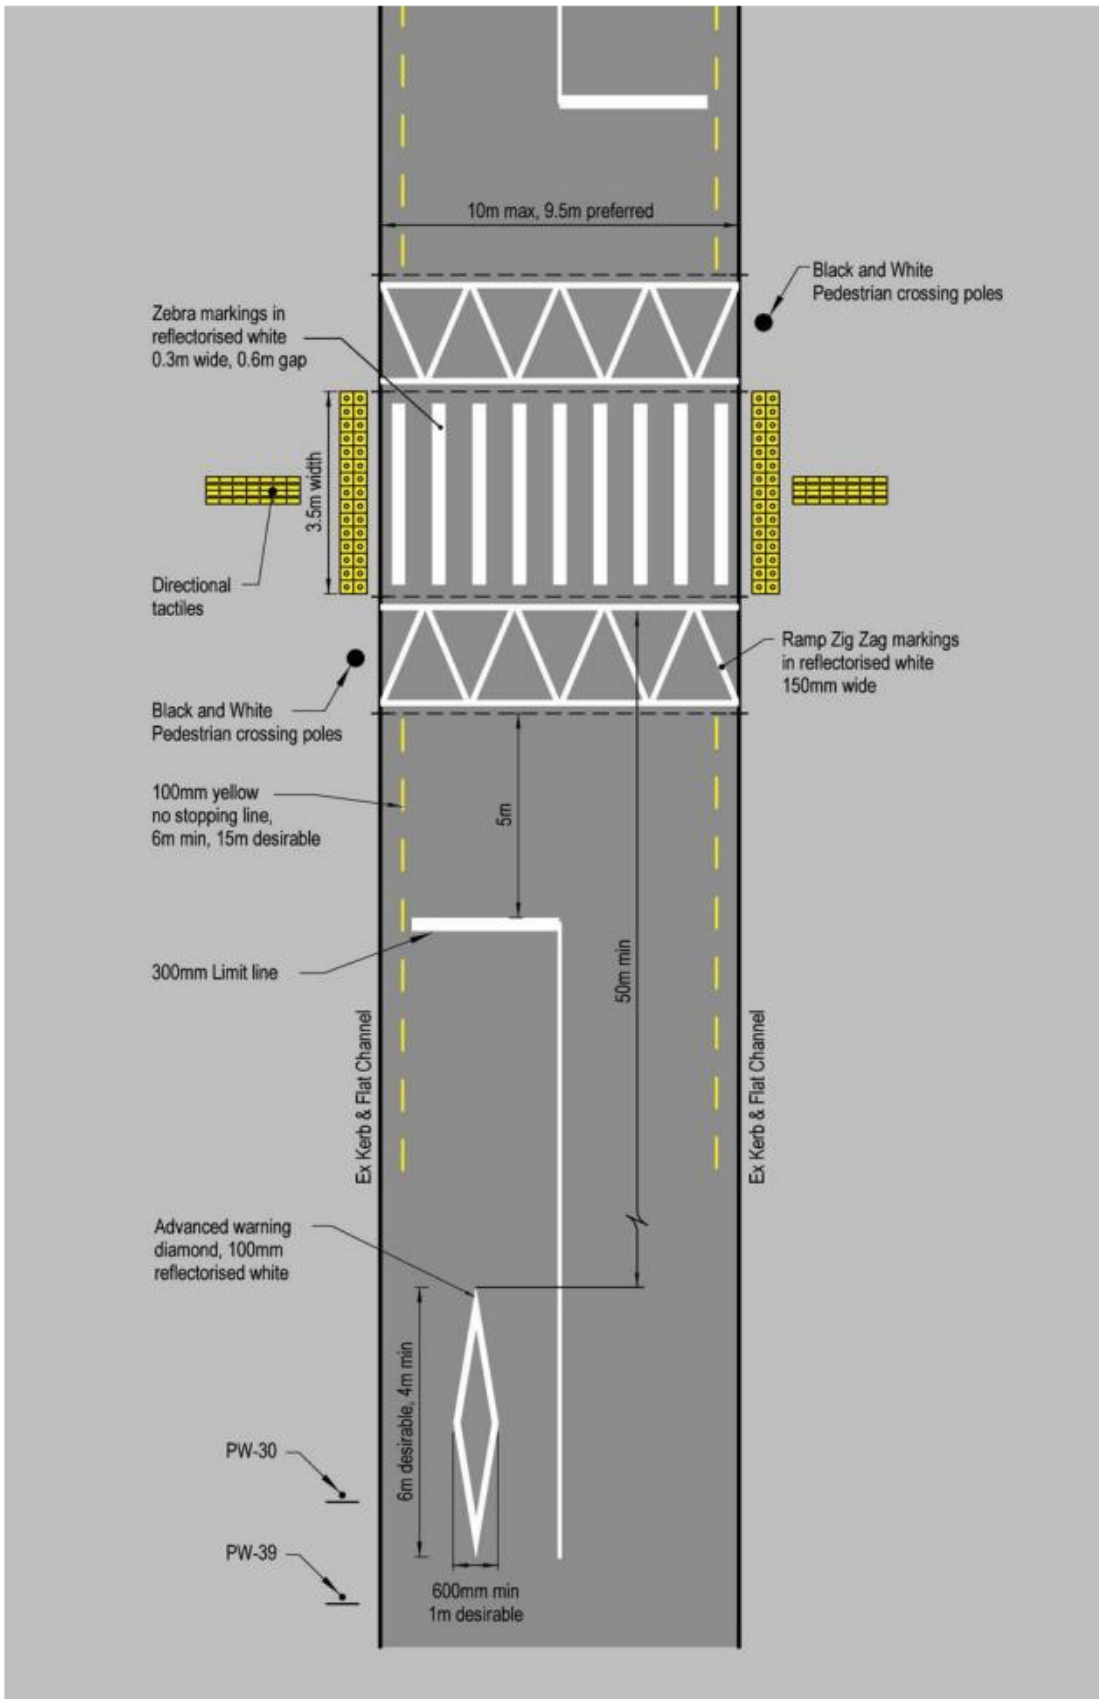 10m max, 9.5m preferred
Black and White
Pedestrian crossing poles
Zebra markings in
reflectorised white
0.3m wide, 0.6m gap
3.5m width
Directional
tactiles
Ramp Zig Zag markings
in reflectorised white
150mm wide
Black and White
Pedestrian crossing poles
100mm yellow
no stopping line,
6m min, 15m desirable
5m
300mm Limit line
50m min
Ex Kerb & Flat Channel
Ex Kerb & Flat Channel
Advanced warning
diamond, 100mm
reflectorised white
6m desirable, 4m min
PW-30
PW-39
600mm min
1m desirable